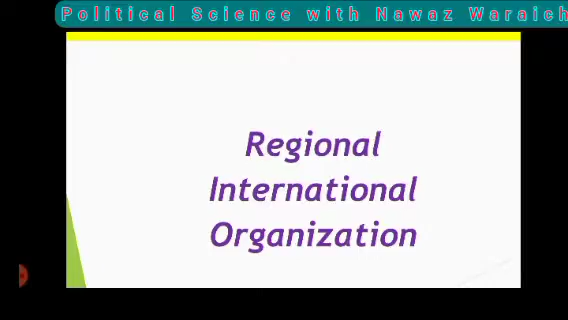 Political Science with Nawaz Waraich
Regional
International
Organization